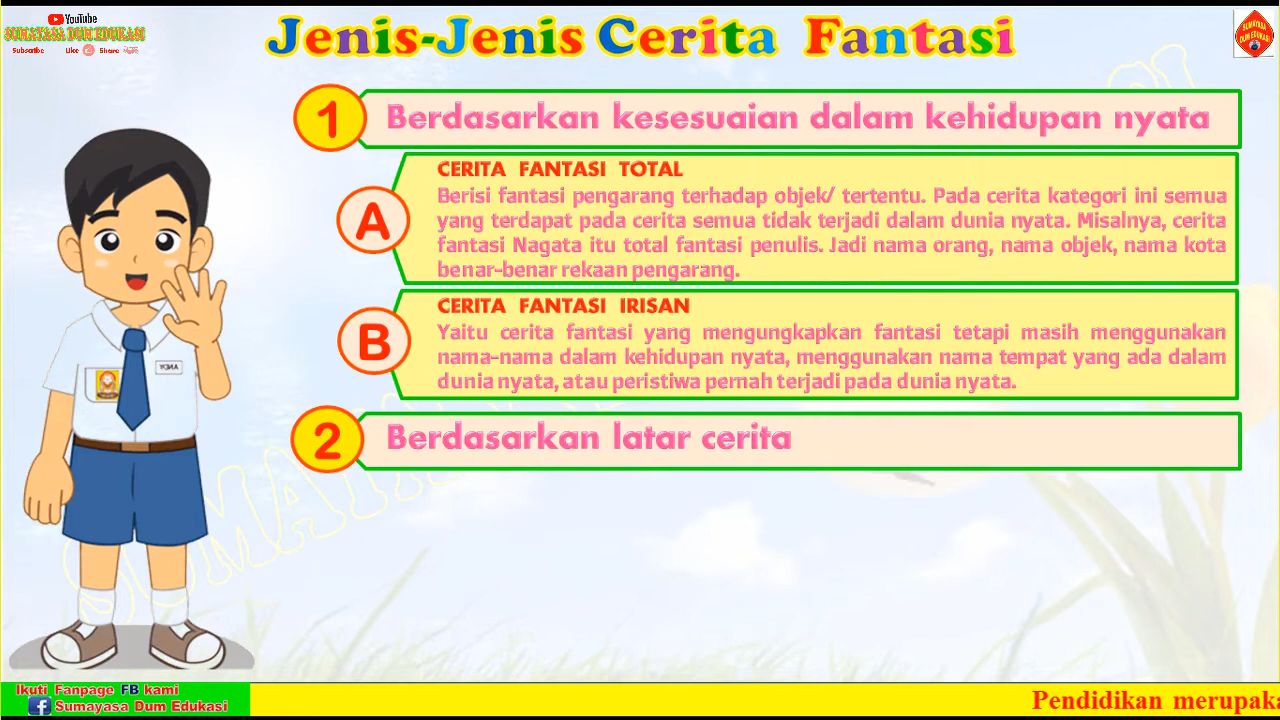 YouTube
SUMAYASA DUM EDUKASI
Subsaribe Like Share
Jenis-Jenis Cerita Fantasi
SUMAYASA
DUM EDUKASI
1 Berdasarkan kesesuaian dalam kehidupan nyata
CERITA FANTASI TOTAL
A
Berisi fantasi pengarang terhadap objek/ tertentu. Pada cerita kategori ini semua
yang terdapat pada cerita semua tidak terjadi dalam dunia nyata. Misalnya, cerita
fantasi Nagata itu total fantasi penulis. Jadi nama orang, nama objek, nama kota
benar-benar rekaan pengarang.
CERITA FANTASI IRISAN
B
Yaitu cerita fantasi yang mengungkapkan fantasi tetapi masih menggunakan
nama-nama dalam kehidupan nyata, menggunakan nama tempat yang ada dalam
dunia nyata, atau peristiwa pernah terjadi pada dunia nyata.
2 Berdasarkan latar cerita
ANDY
Ikuti Fanpage FB kami
Sumayasa Dum Edukasi
Pendidikan merupaka